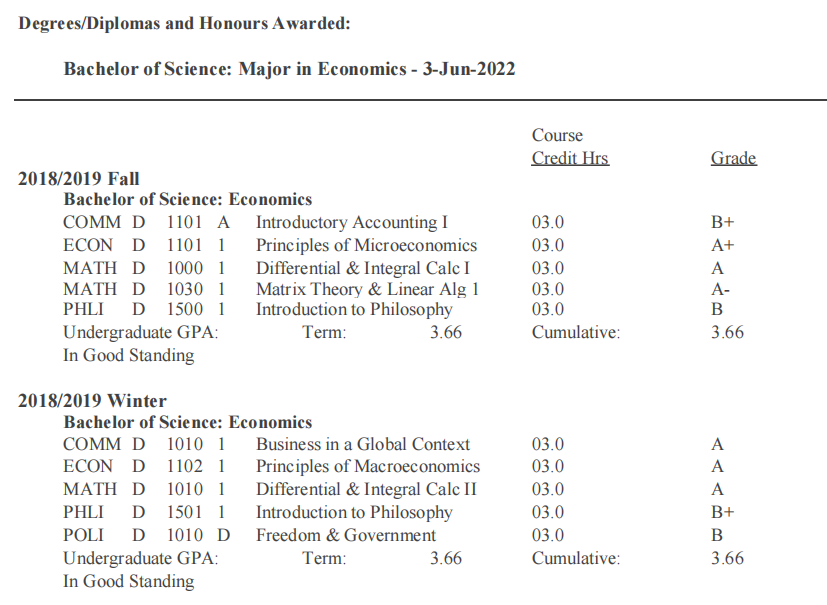 Degrees/Diplomas and Honours Awarded:
Bachelor of Science: Major in Economics - 3-Jun-2022
Course
Credit Hrs Grade
2018/2019 Fall
Bachelor of Science: Economics
COMM D 1101 A Introductory Accounting I 03.0 B+
ECON D 1101 1 Principles of Microeconomics 03.0 A+
MATH D 1000 1 Differential & Integral Calc I 03.0 A
MATH D 1030 1 Matrix Theory & Linear Alg 1 03.0 A-
PHLI D 1500 1 Introduction to Philosophy 03.0 B
Undergraduate GPA: Term: 3.66 Cumulative: 3.66
In Good Standing
2018/2019 Winter
Bachelor of Science: Economics
COMM D 1010 1 Business in a Global Context 03.0 A
ECON D 1102 1 Principles of Macroeconomics 03.0 A
MATH D 1010 1 Differential & Integral Calc II 03.0 A
PHLI D 1501 1 Introduction to Philosophy 03.0 B+
POLI D 1010 D Freedom & Government 03.0 B
Undergraduate GPA: Term: 3.66 Cumulative: 3.66
In Good Standing